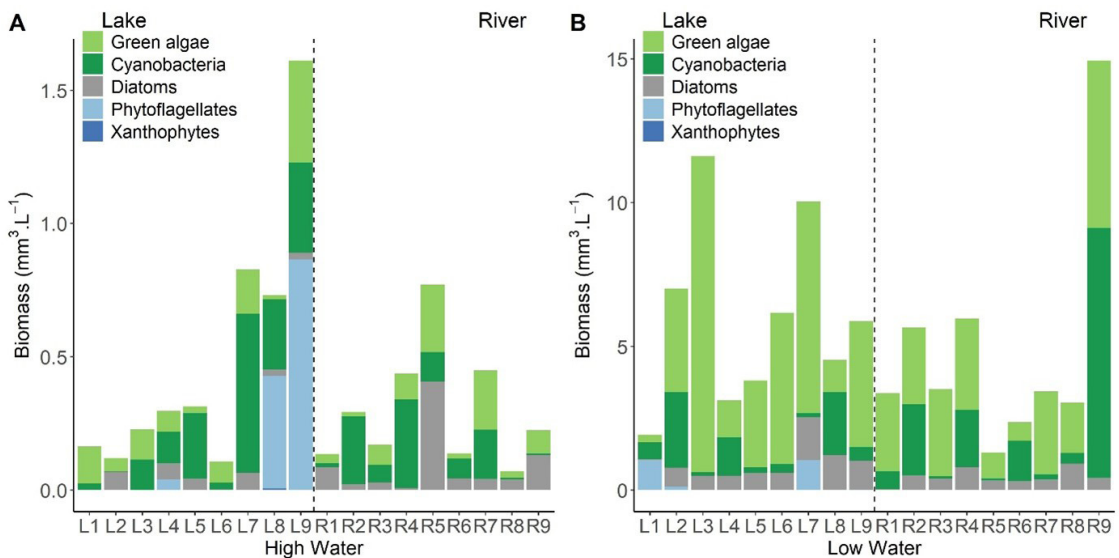 A
Lake
River
Green algae
Cyanobacteria
Diatoms
Phytoflagellates
Xanthophytes
Biomass (mm³.L⁻¹)
1.5
1.0
0.5
0.0
L1 L2 L3 L4 L5 L6 L7 L8 L9 R1 R2 R3 R4 R5 R6 R7 R8 R9
High Water
B
Lake
River
Green algae
Cyanobacteria
Diatoms
Phytoflagellates
Xanthophytes
Biomass (mm³.L⁻¹)
15
10
5
0
L1 L2 L3 L4 L5 L6 L7 L8 L9 R1 R2 R3 R4 R5 R6 R7 R8 R9
Low Water